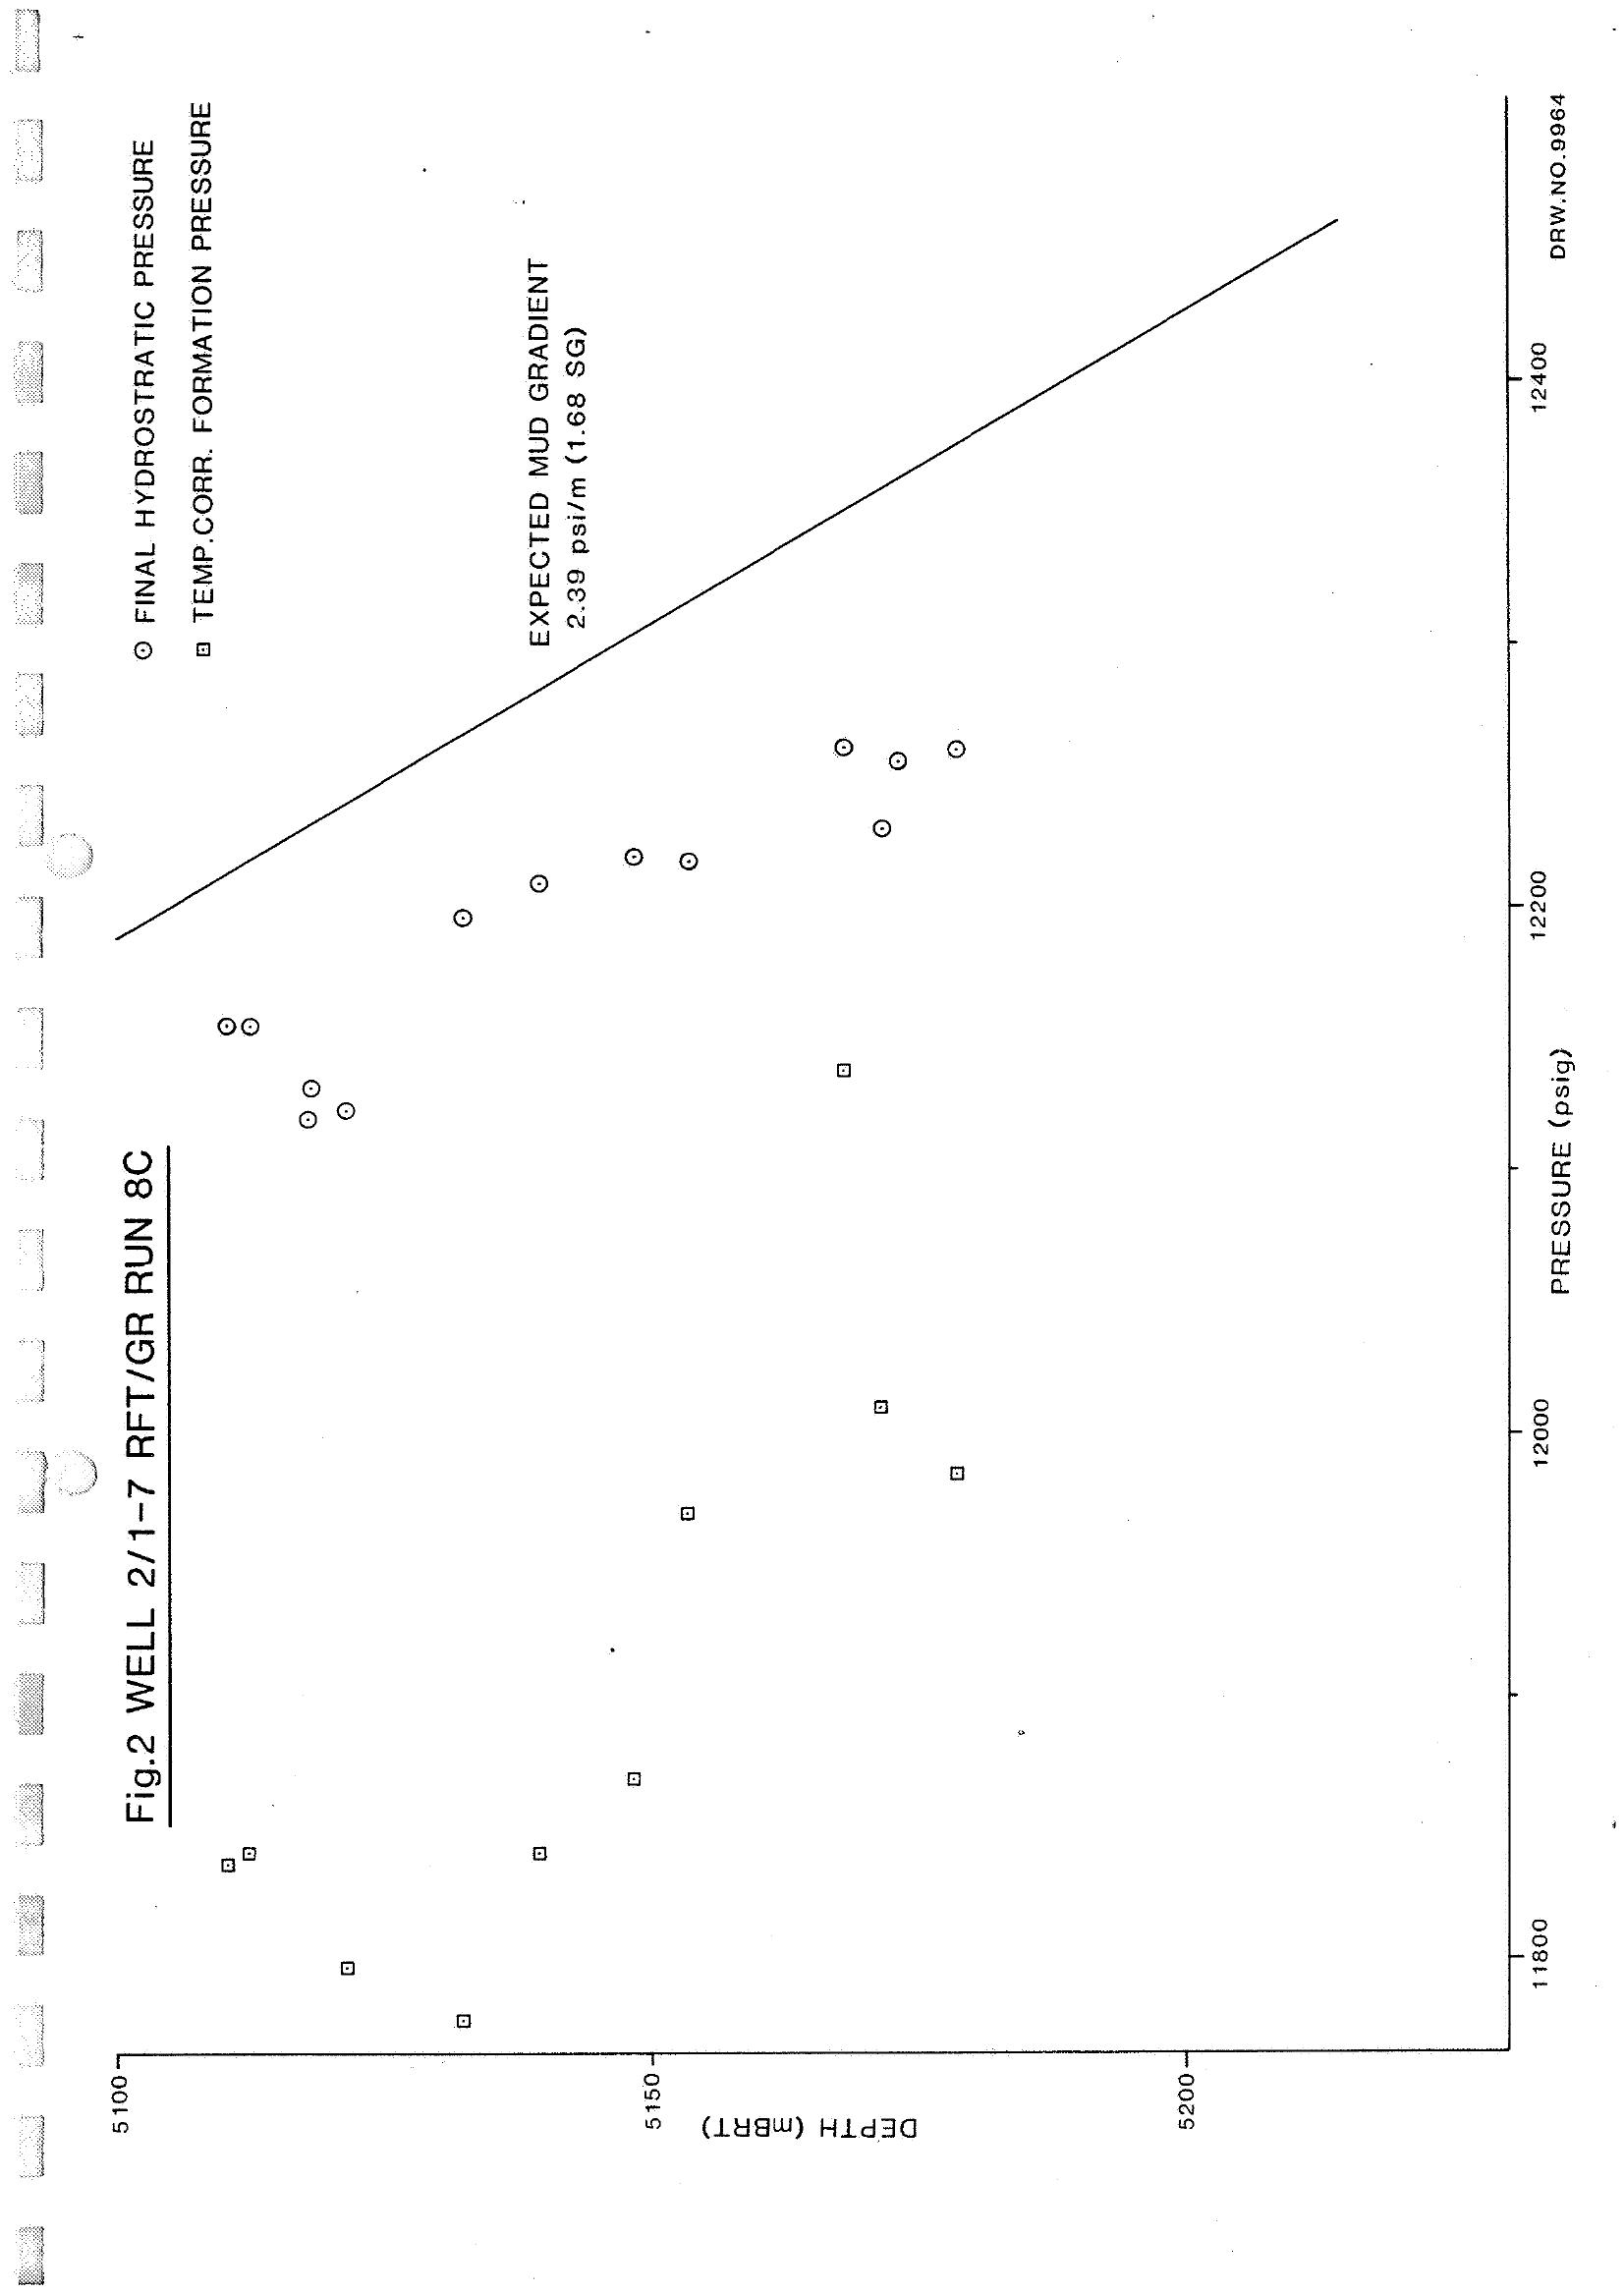 Fig.2 WELL 2/1-7 RFT/GR RUN 8C
FINAL HYDROSTRATIC PRESSURE
TEMP.CORR. FORMATION PRESSURE
EXPECTED MUD GRADIENT
2.39 psi/m (1.68 SG)
5100
5150
5200
DEPTH (mBRT)
11800
12000
12200
12400
PRESSURE (psig)
DRW.NO.9964